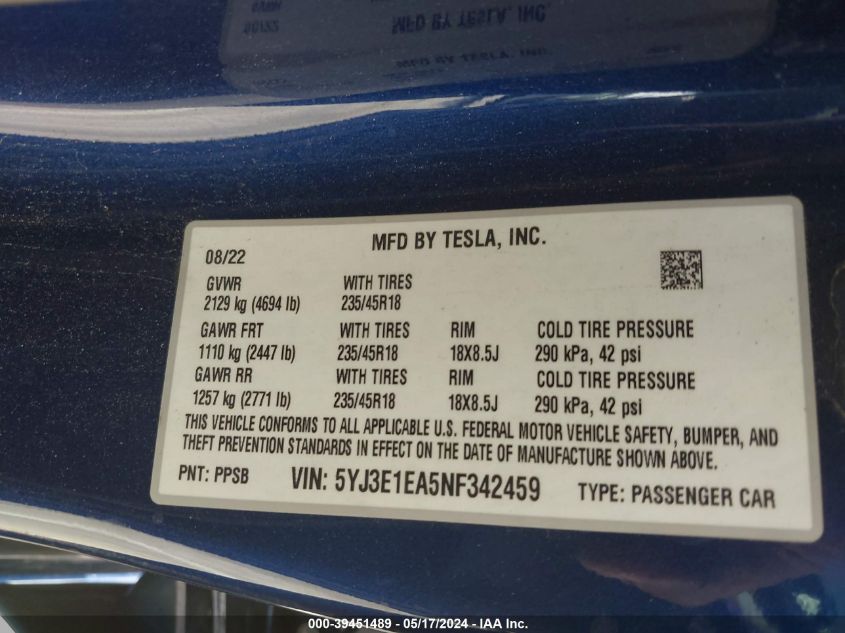 MFD BY TESLA, INC.
08/22
GVWR WITH TIRES
2129 kg (4694 lb) 235/45R18
GAWR FRT WITH TIRES RIM COLD TIRE PRESSURE
1110 kg (2447 lb) 235/45R18 18X8.5J 290 kPa, 42 psi
GAWR RR WITH TIRES RIM COLD TIRE PRESSURE
1257 kg (2771 lb) 235/45R18 18X8.5J 290 kPa, 42 psi
THIS VEHICLE CONFORMS TO ALL APPLICABLE U.S. FEDERAL MOTOR VEHICLE SAFETY, BUMPER, AND
THEFT PREVENTION STANDARDS IN EFFECT ON THE DATE OF MANUFACTURE SHOWN ABOVE.
PNT: PPSB VIN: 5YJ3E1EA5NF342459 TYPE: PASSENGER CAR
000-39451489 - 05/17/2024 - IAA Inc.